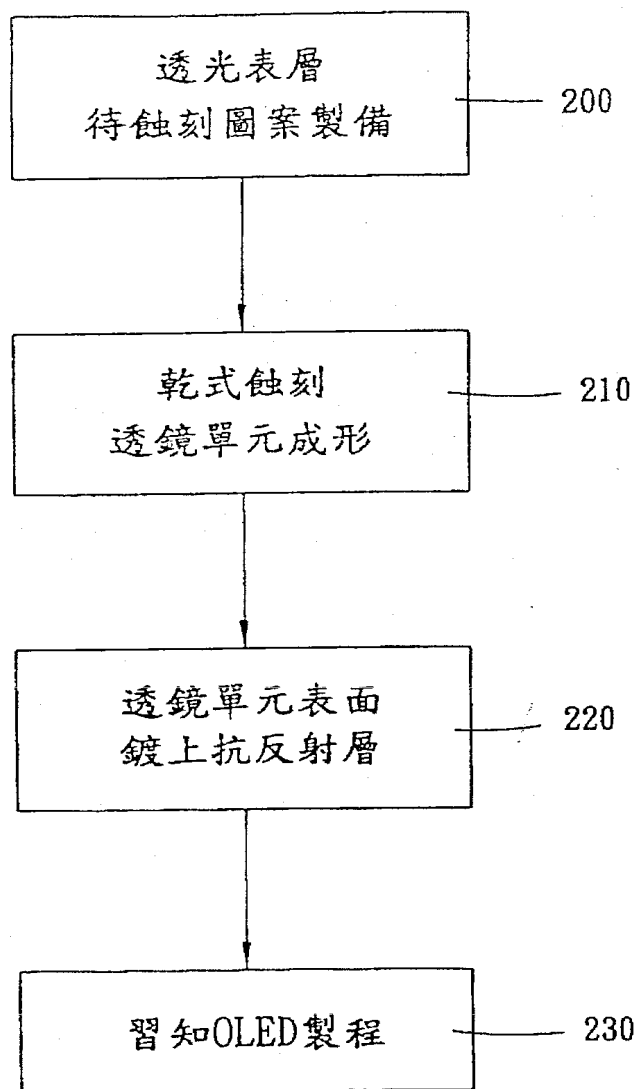 透光表層
待蝕刻圖案製備
200
乾式蝕刻
透鏡單元成形
210
透鏡單元表面
鍍上抗反射層
220
習知OLED製程
230